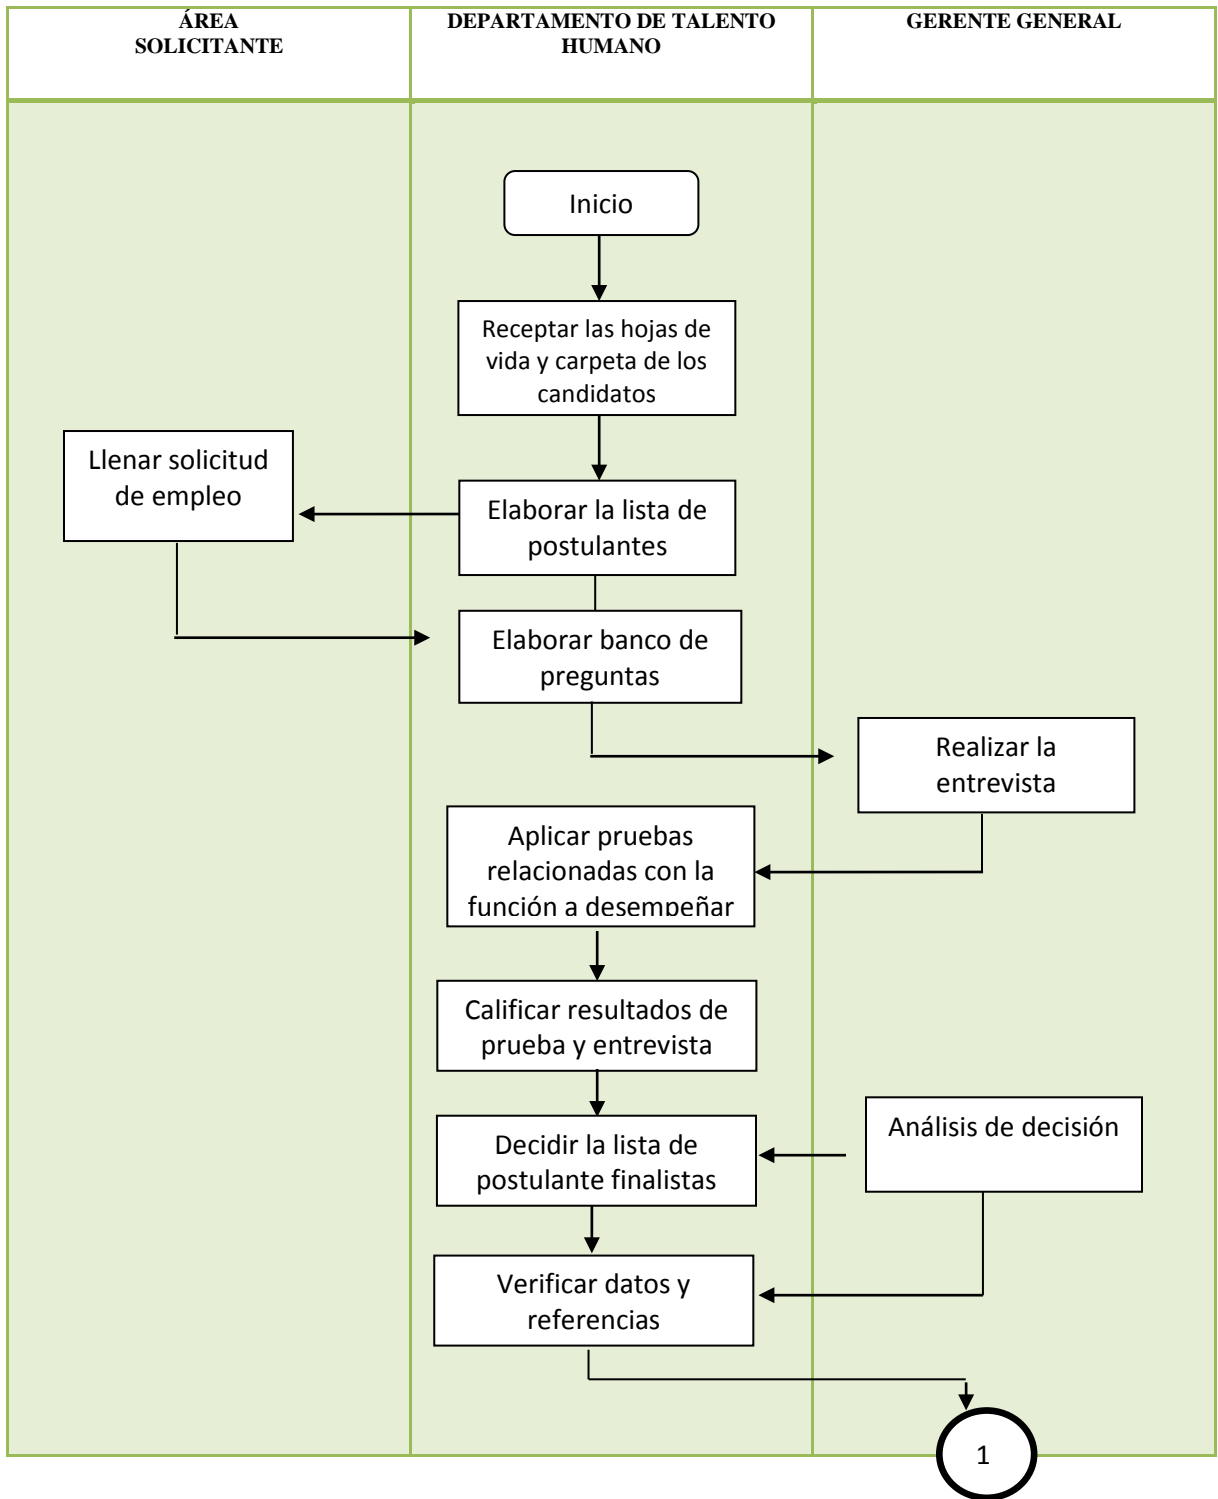 ÁREA
SOLICITANTE
DEPARTAMENTO DE TALENTO
HUMANO
GERENTE GENERAL
Inicio
Receptar las hojas de
vida y carpeta de los
candidatos
Llenar solicitud
de empleo
Elaborar la lista de
postulantes
Elaborar banco de
preguntas
Realizar la
entrevista
Aplicar pruebas
relacionadas con la
función a desempeñar
Calificar resultados de
prueba y entrevista
Análisis de decisión
Decidir la lista de
postulante finalistas
Verificar datos y
referencias
1